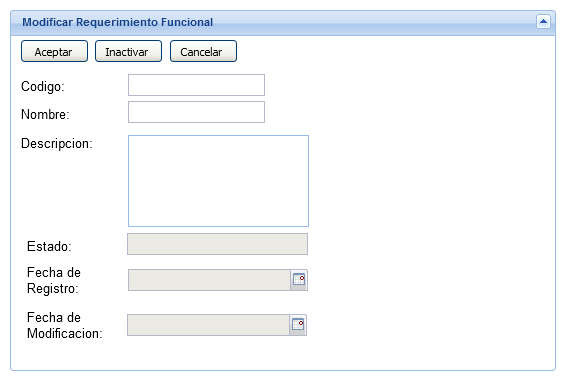 Modificar Requerimiento Funcional
Aceptar Inactivar Cancelar
Codigo:
Nombre:
Descripcion:
Estado:
Fecha de
Registro:
Fecha de
Modificacion: